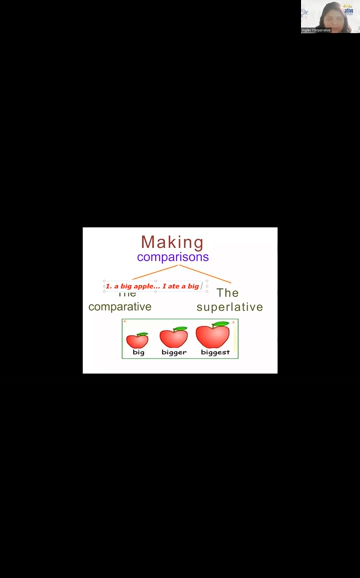 Making
comparisons
1. a big apple... I ate a big
The
comparative
The
superlative
big
bigger
biggest